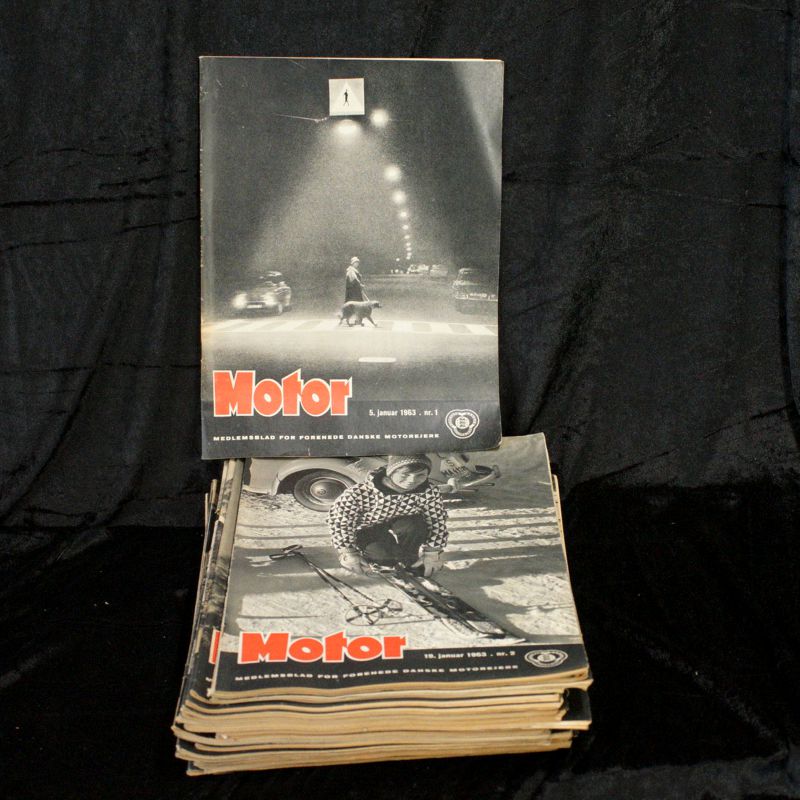 Motor
5. januar 1963 . nr. 1
MEDLEMSBLAD FOR FORENEDE DANSKE MOTOREJERE
Motor
19. januar 1963 . nr. 2
MEDLEMSBLAD FOR FORENEDE DANSKE MOTOREJERE